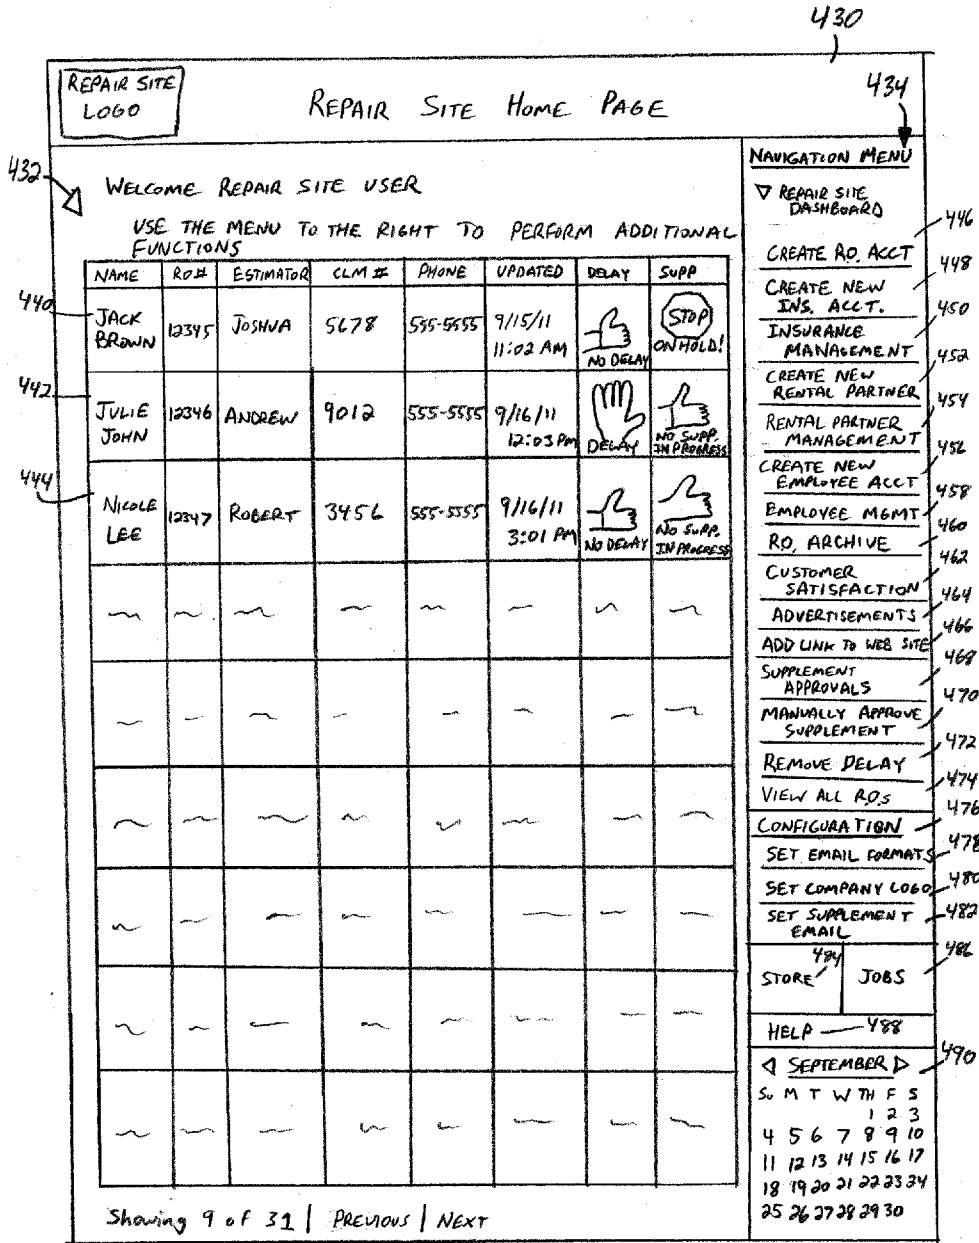 430
REPAIR SITE
LOGO
REPAIR SITE HOME PAGE
434
432
WELCOME REPAIR SITE USER
USE THE MENU TO THE RIGHT TO PERFORM ADDITIONAL
FUNCTIONS
NAME RO# ESTIMATOR CLM # PHONE UPDATED DELAY SUPP
440
JACK
BROWN
12345
JOSHUA
5678
555-5555
9/15/11
11:02 AM
NO DELAY
STOP
ON HOLD!
442
JULIE
JOHN
12346
ANDREW
9012
555-5555
9/16/11
12:03 PM
DELAY
NO SUPP.
IN PROGRESS
444
NICOLE
LEE
12347
ROBERT
3456
555-5555
9/16/11
3:01 PM
NO DELAY
NO SUPP.
IN PROGRESS
Showing 9 of 31 | PREVIOUS | NEXT
NAVIGATION MENU
REPAIR SITE
DASHBOARD
446
CREATE RO. ACCT
448
CREATE NEW
INS. ACCT.
450
INSURANCE
MANAGEMENT
452
CREATE NEW
RENTAL PARTNER
454
RENTAL PARTNER
MANAGEMENT
456
CREATE NEW
EMPLOYEE ACCT
458
EMPLOYEE MGMT
460
R.O. ARCHIVE
462
CUSTOMER
SATISFACTION
464
ADVERTISEMENTS
466
ADD LINK TO WEB SITE
468
SUPPLEMENT
APPROVALS
470
MANUALLY APPROVE
SUPPLEMENT
472
REMOVE DELAY
474
VIEW ALL R.O.s
476
CONFIGURATION
478
SET EMAIL FORMATS
480
SET COMPANY LOGO
482
SET SUPPLEMENT
EMAIL
484
STORE
486
JOBS
HELP 488
490
SEPTEMBER
Su M T W TH F S
1 2 3
4 5 6 7 8 9 10
11 12 13 14 15 16 17
18 19 20 21 22 23 24
25 26 27 28 29 30